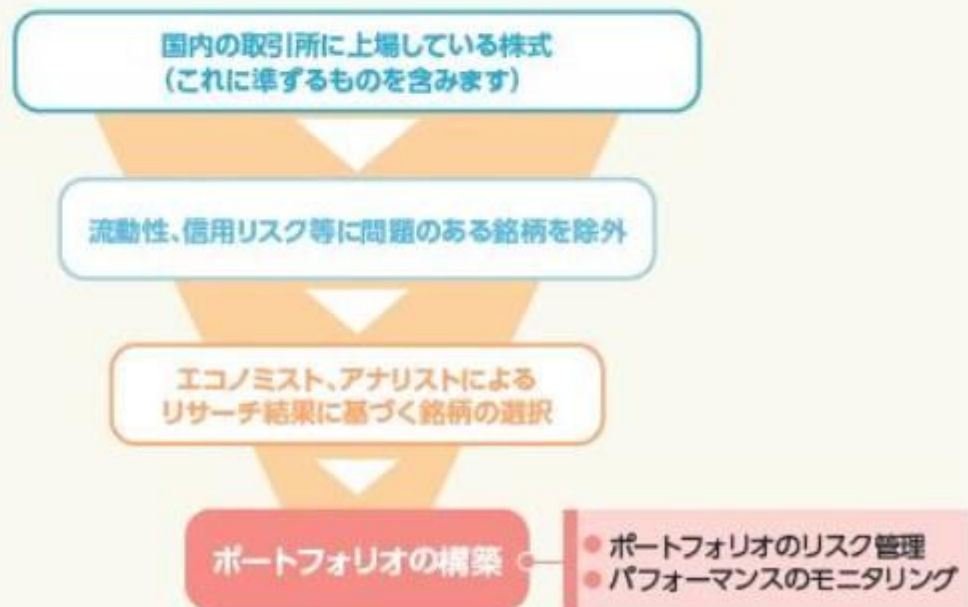 国内の取引所に上場している株式
(これに準ずるものを含みます)
流動性、信用リスク等に問題のある銘柄を除外
エコノミスト、アナリストによる
リサーチ結果に基づく銘柄の選択
ポートフォリオの構築
● ポートフォリオのリスク管理
● パフォーマンスのモニタリング